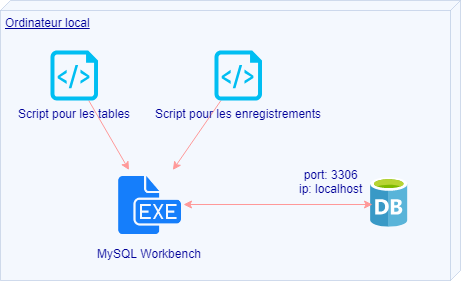 Ordinateur local
Script pour les tables
Script pour les enregistrements
port: 3306
ip: localhost
EXE
DB
MySQL Workbench